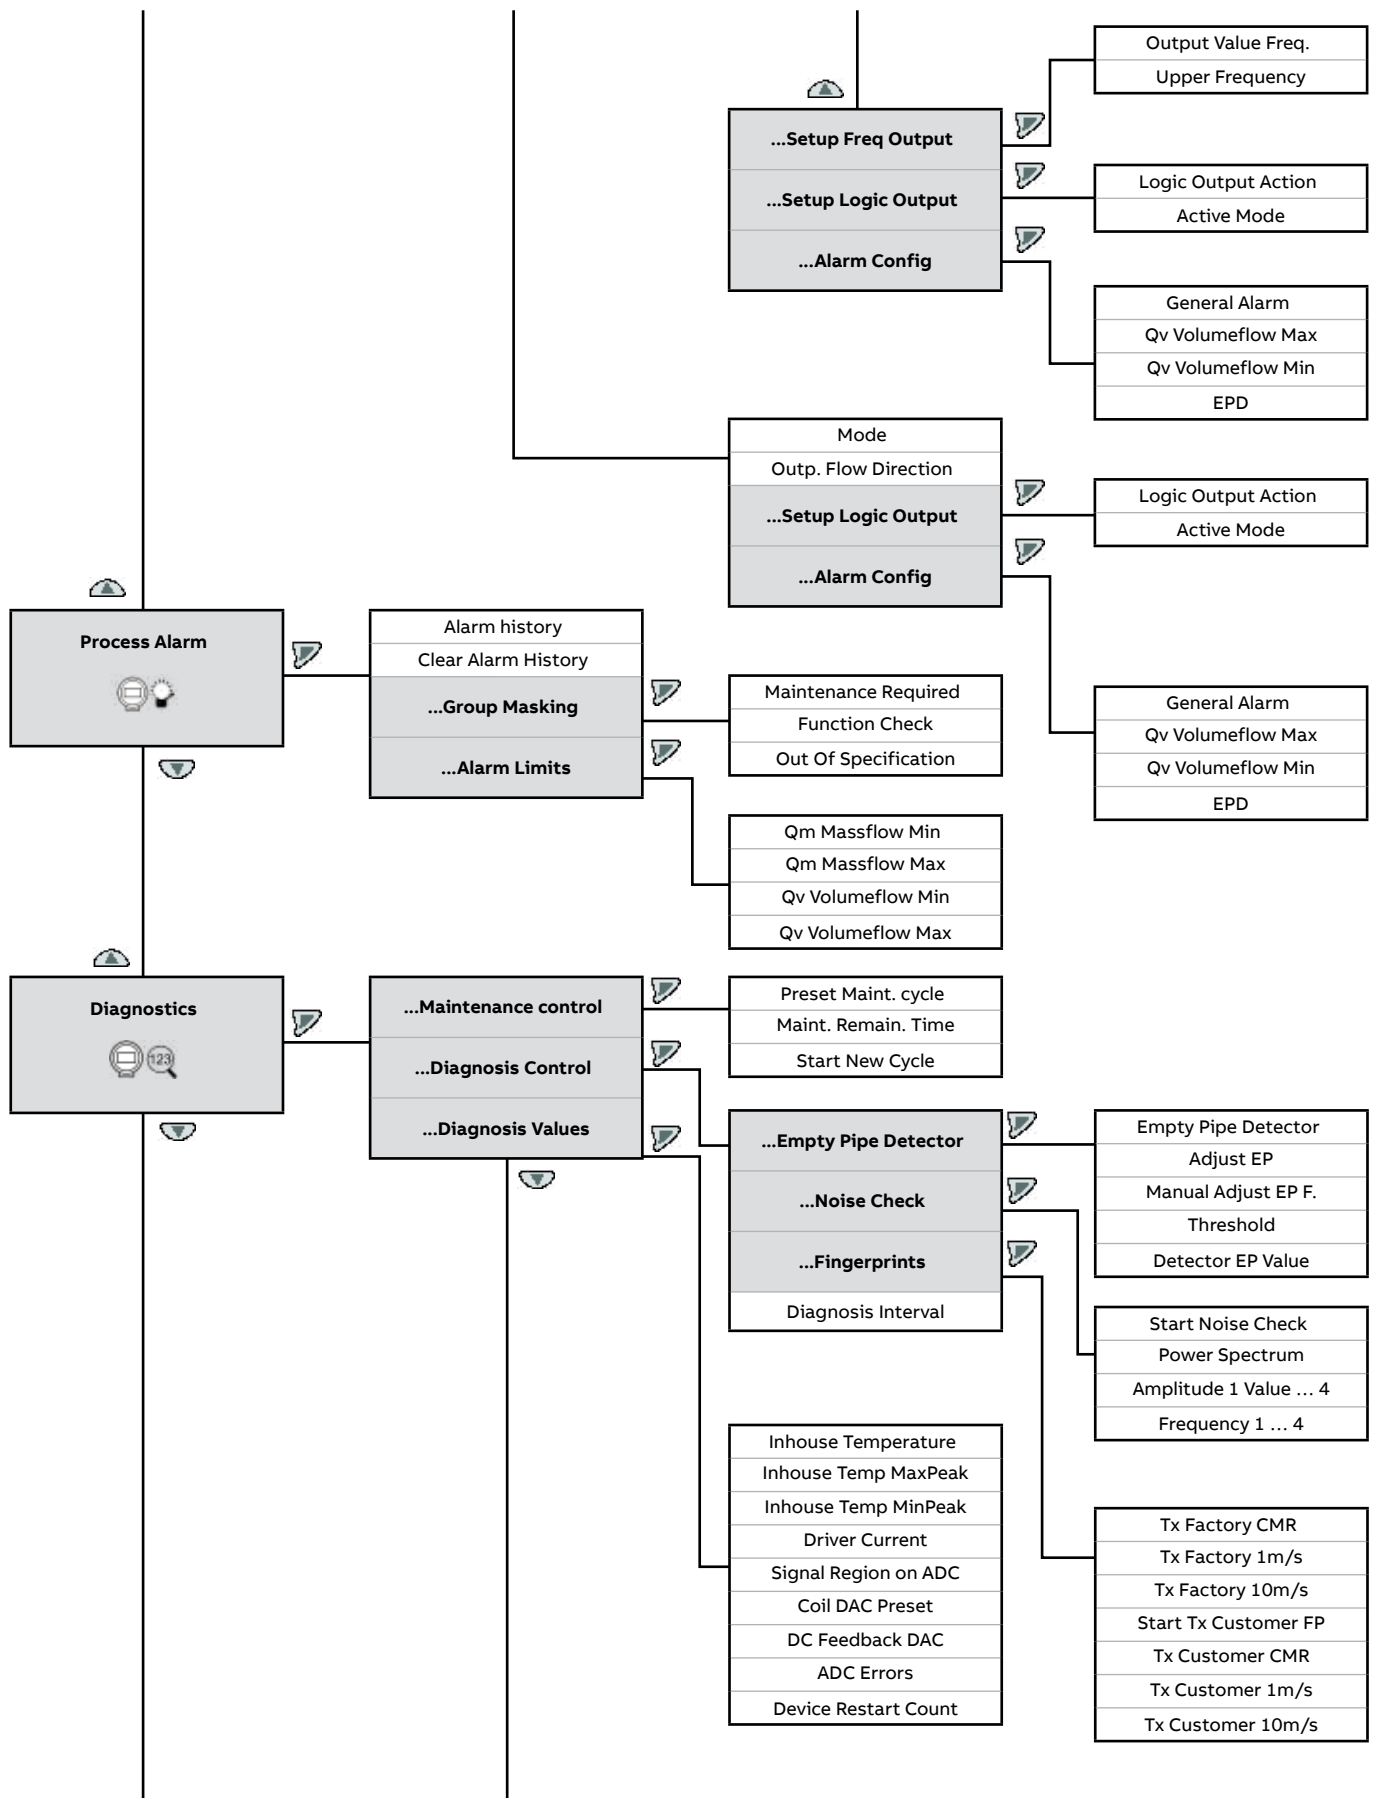 Output Value Freq.
Upper Frequency
...Setup Freq Output
...Setup Logic Output
...Alarm Config
Logic Output Action
Active Mode
General Alarm
Qv Volumeflow Max
Qv Volumeflow Min
EPD
Mode
Outp. Flow Direction
...Setup Logic Output
...Alarm Config
Logic Output Action
Active Mode
General Alarm
Qv Volumeflow Max
Qv Volumeflow Min
EPD
Process Alarm
Alarm history
Clear Alarm History
...Group Masking
...Alarm Limits
Maintenance Required
Function Check
Out Of Specification
Qm Massflow Min
Qm Massflow Max
Qv Volumeflow Min
Qv Volumeflow Max
Diagnostics
123
...Maintenance control
...Diagnosis Control
...Diagnosis Values
Preset Maint. cycle
Maint. Remain. Time
Start New Cycle
...Empty Pipe Detector
...Noise Check
...Fingerprints
Diagnosis Interval
Empty Pipe Detector
Adjust EP
Manual Adjust EP F.
Threshold
Detector EP Value
Start Noise Check
Power Spectrum
Amplitude 1 Value ... 4
Frequency 1 ... 4
Inhouse Temperature
Inhouse Temp MaxPeak
Inhouse Temp MinPeak
Driver Current
Signal Region on ADC
Coil DAC Preset
DC Feedback DAC
ADC Errors
Device Restart Count
Tx Factory CMR
Tx Factory 1m/s
Tx Factory 10m/s
Start Tx Customer FP
Tx Customer CMR
Tx Customer 1m/s
Tx Customer 10m/s